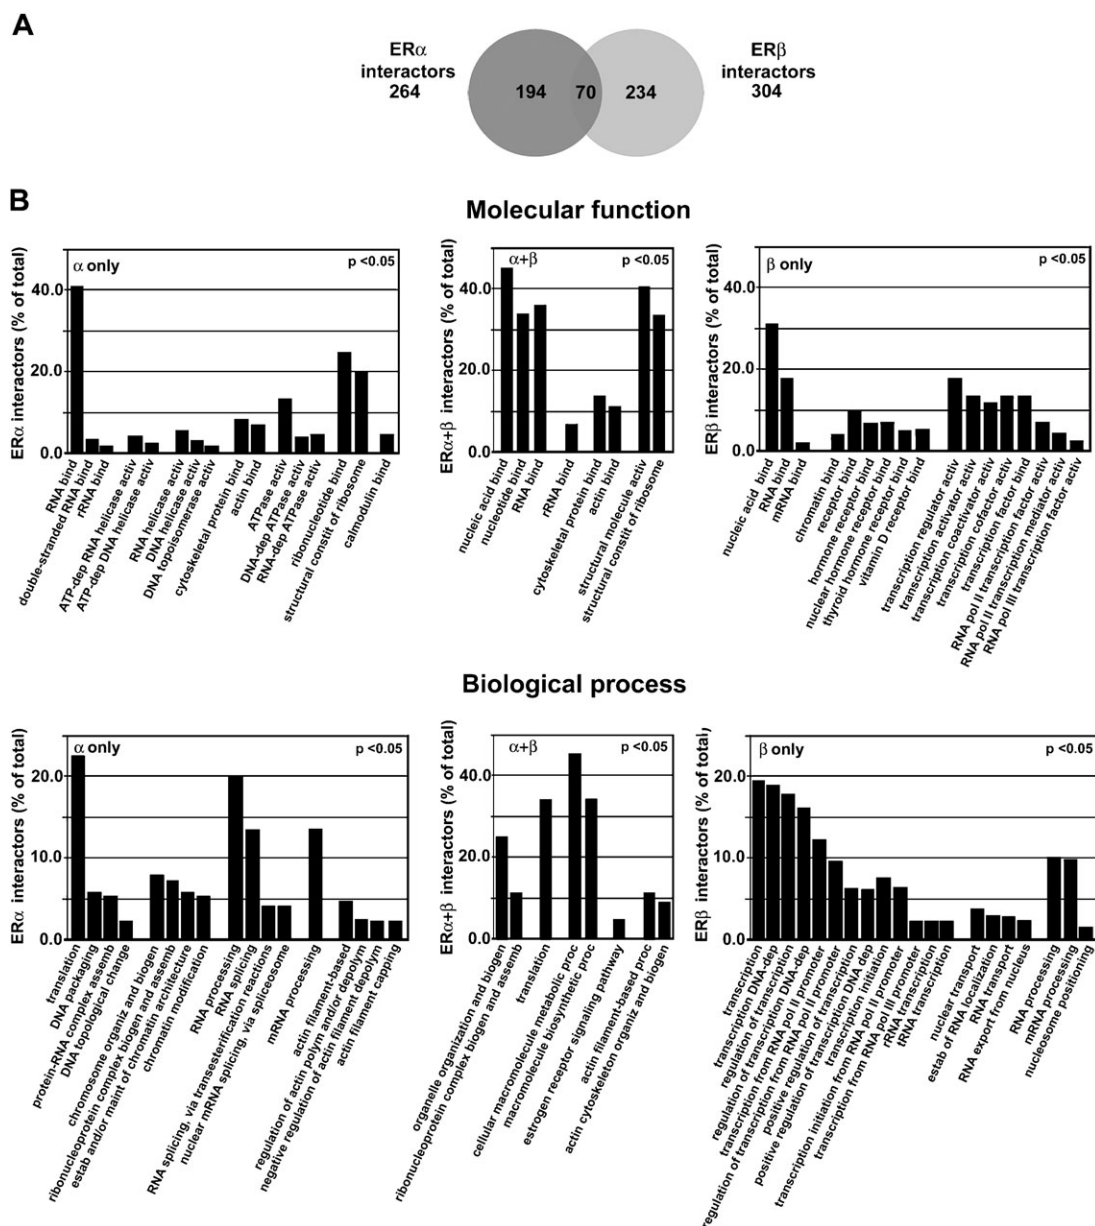 A
ERα
interactors
264
194
70
234
ERβ
interactors
304
B
Molecular function
ERα interactors (% of total)
α only
p <0.05
40.0
20.0
0.0
RNA bind
double-stranded RNA bind
rRNA bind
ATP-dep RNA helicase activ
ATP-dep DNA helicase activ
RNA helicase activ
DNA helicase activ
DNA topoisomerase activ
cytoskeletal protein bind
actin bind
ATPase activ
DNA-dep ATPase activ
RNA-dep ATPase activ
ribonucleotide bind
structural constit of ribosome
calmodulin bind
ERα+β interactors (% of total)
α+β
p <0.05
40.0
20.0
0.0
nucleic acid bind
nucleotide bind
RNA bind
rRNA bind
cytoskeletal protein bind
actin bind
structural molecule activ
structural constit of ribosome
ERβ interactors (% of total)
β only
p <0.05
40.0
20.0
10.0
0.0
nucleic acid bind
RNA bind
mRNA bind
chromatin bind
receptor bind
hormone receptor bind
nuclear hormone receptor bind
thyroid hormone receptor bind
vitamin D receptor bind
transcription regulator activ
transcription activator activ
transcription coactivator activ
transcription cofactor activ
transcription factor bind
RNA pol II transcription factor activ
RNA pol II transcription mediator activ
RNA pol III transcription factor activ
Biological process
ERα interactors (% of total)
α only
p <0.05
20.0
10.0
0.0
translation
DNA packaging
protein-RNA complex assemb
DNA topological change
chromosome organiz and biogen
ribonucleoprotein complex biogen and assemb
estab and/or maint of chromatin architecture
chromatin modification
RNA processing
RNA splicing
RNA splicing, via transesterification reactions
nuclear mRNA splicing, via spliceosome
mRNA processing
actin filament-based
regulation of actin polym and/or depolym
negative regulation of actin filament depolym
actin filament capping
ERα+β interactors (% of total)
α+β
p <0.05
40.0
20.0
0.0
organelle organization and biogen
ribonucleoprotein complex biogen and assemb
translation
cellular macromolecule metabolic proc
macromolecule biosynthetic proc
estrogen receptor signaling pathway
actin filament-based proc
actin cytoskeleton organiz and biogen
ERβ interactors (% of total)
β only
p <0.05
20.0
10.0
0.0
transcription
transcription DNA-dep
regulation of transcription
regulation of transcription DNA-dep
transcription from RNA pol II promoter
regulation of transcription from RNA pol II promoter
positive regulation of transcription
positive regulation of transcription DNA dep
transcription initiation
transcription initiation from RNA pol II promoter
transcription from RNA pol III promoter
rRNA transcription
tRNA transcription
nuclear transport
estab of RNA localization
RNA transport
RNA export from nucleus
RNA processing
mRNA processing
nucleosome positioning